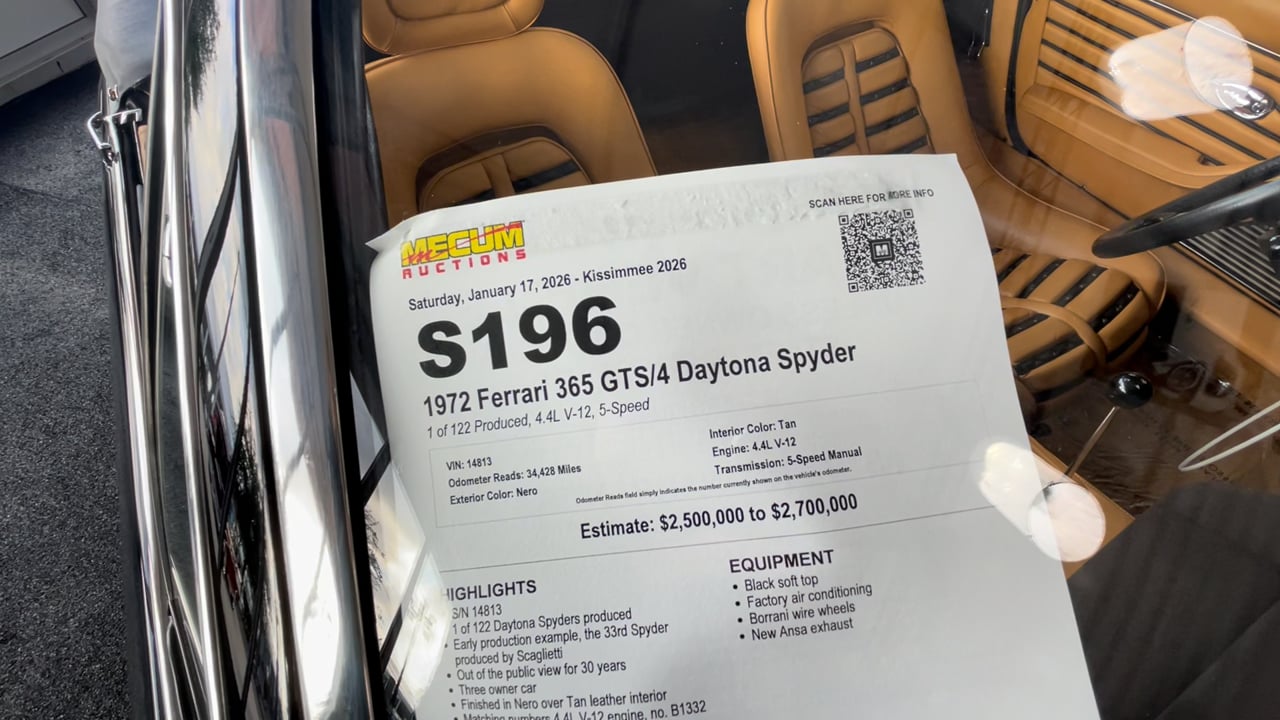 SCAN HERE FOR MORE INFO
MECUM
AUCTIONS
Saturday, January 17, 2026 - Kissimmee 2026
S196
1972 Ferrari 365 GTS/4 Daytona Spyder
1 of 122 Produced, 4.4L V-12, 5-Speed
VIN: 14813
Odometer Reads: 34,428 Miles
Exterior Color: Nero
Interior Color: Tan
Engine: 4.4L V-12
Transmission: 5-Speed Manual
Odometer Reads field simply indicates the number currently shown on the vehicle's odometer.
Estimate: $2,500,000 to $2,700,000
HIGHLIGHTS
S/N 14813
1 of 122 Daytona Spyders produced
• Early production example, the 33rd Spyder
produced by Scaglietti
• Out of the public view for 30 years
• Three owner car
• Finished in Nero over Tan leather interior
• Matching numbers 4.4L V-12 engine, no. B1332
EQUIPMENT
• Black soft top
• Factory air conditioning
• Borrani wire wheels
• New Ansa exhaust